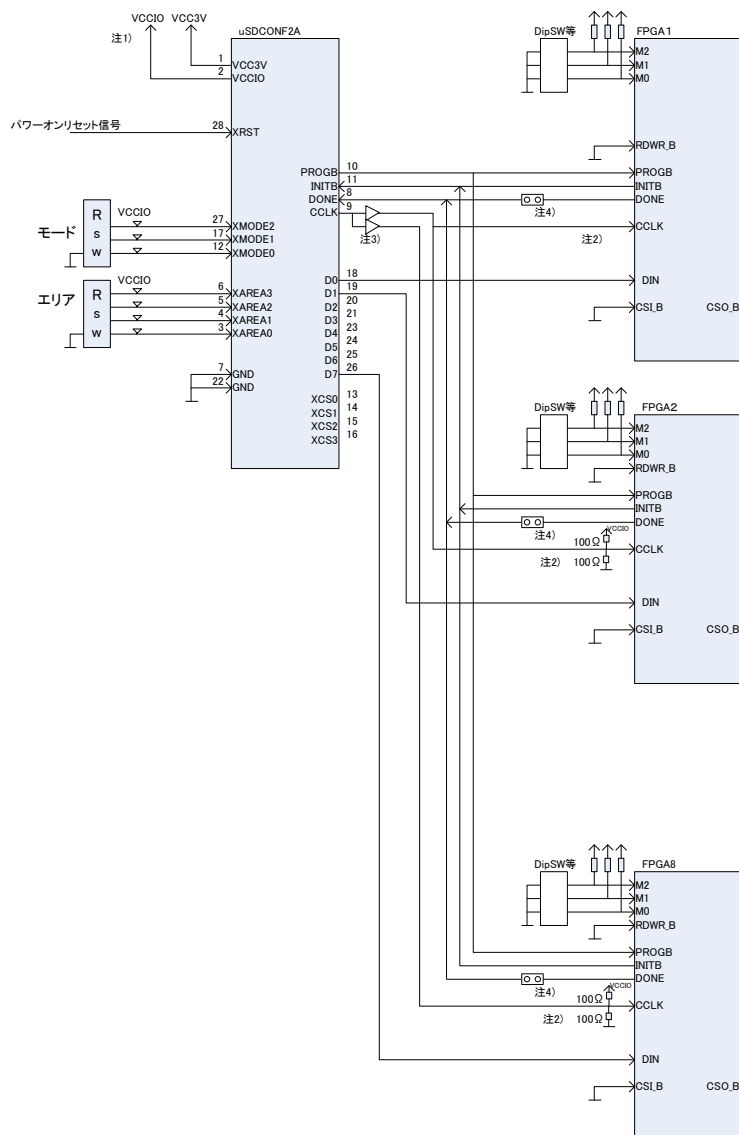 VCCIO VCC3V
注1)
uSDCONF2A
1 VCC3V
2 VCCIO
パワーオンリセット信号
28 XRST
PROGB 10
INITB 11
DONE 8
CCLK 9
注3)
モード
R
s
w
VCCIO
27 XMODE2
17 XMODE1
12 XMODE0
エリア
R
s
w
VCCIO
6 XAREA3
5 XAREA2
4 XAREA1
3 XAREA0
D0 18
D1 19
D2 20
D3 21
D4 23
D5 24
D6 25
D7 26
7 GND
22 GND
XCS0 13
XCS1 14
XCS2 15
XCS3 16
DipSW等
FPGA1
M2
M1
M0
RDWR_B
PROGB
INITB
DONE
注4)
注2)
CCLK
DIN
CSI_B CSO_B
DipSW等
FPGA2
M2
M1
M0
RDWR_B
PROGB
INITB
DONE
注4)
VCCIO
100Ω
CCLK
注2) 100Ω
DIN
CSI_B CSO_B
DipSW等
FPGA8
M2
M1
M0
RDWR_B
PROGB
INITB
DONE
注4)
VCCIO
100Ω
CCLK
注2) 100Ω
DIN
CSI_B CSO_B